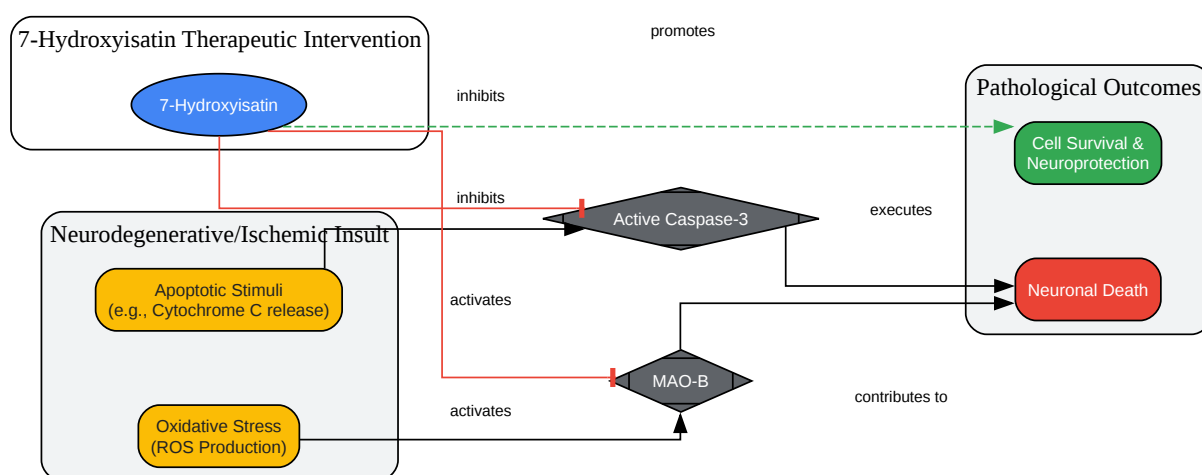 7-Hydroxyisatin Therapeutic Intervention
7-Hydroxyisatin
promotes
inhibits
Pathological Outcomes
Cell Survival &
Neuroprotection
inhibits
Active Caspase-3
executes
Neurodegenerative/Ischemic Insult
Apoptotic Stimuli
(e.g., Cytochrome C release)
activates
Neuronal Death
MAO-B
contributes to
activates
Oxidative Stress
(ROS Production)